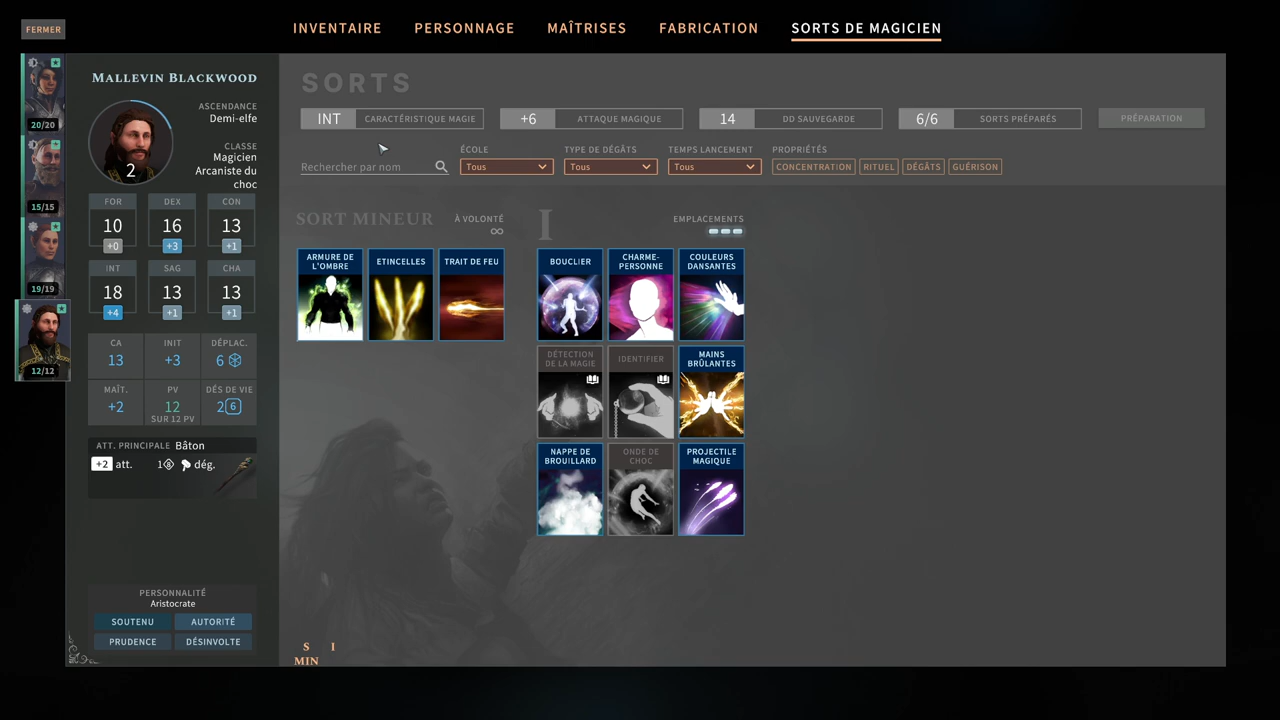 FERMER
INVENTAIRE
PERSONNAGE
MAÎTRISES
FABRICATION
SORTS DE MAGICIEN
20/20
15/15
19/19
12/12
MALLEVIN BLACKWOOD
2
ASCENDANCE
Demi-elfe
CLASSE
Magicien
Arcaniste du
choc
FOR
DEX
CON
10
16
13
+0
+3
+1
INT
SAG
CHA
18
13
13
+4
+1
+1
CA
INIT
DÉPLAC.
13
+3
6
MAÎT.
PV
DÉS DE VIE
+2
12
2
6
SUR 12 PV
ATT. PRINCIPALE Bâton
+2 att.
1
8
dég.
PERSONNALITÉ
Aristocrate
SOUTENU
AUTORITÉ
PRUDENCE
DÉSINVOLTE
SORTS
INT
CARACTÉRISTIQUE MAGIE
+6
ATTAQUE MAGIQUE
14
DD SAUVEGARDE
6/6
SORTS PRÉPARÉS
PRÉPARATION
Rechercher par nom
ÉCOLE
Tous
TYPE DE DÉGÂTS
Tous
TEMPS LANCEMENT
Tous
PROPRIÉTÉS
CONCENTRATION
RITUEL
DÉGÂTS
GUÉRISON
SORT MINEUR
À VOLONTÉ
∞
ARMURE DE
L'OMBRE
ETINCELLES
TRAIT DE FEU
I
EMPLACEMENTS
BOUCLIER
CHARME-
PERSONNE
COULEURS
DANSANTES
DÉTECTION
DE LA MAGIE
IDENTIFIER
MAINS
BRÛLANTES
NAPPE DE
BROUILLARD
ONDE DE
CHOC
PROJECTILE
MAGIQUE
S
MIN
I